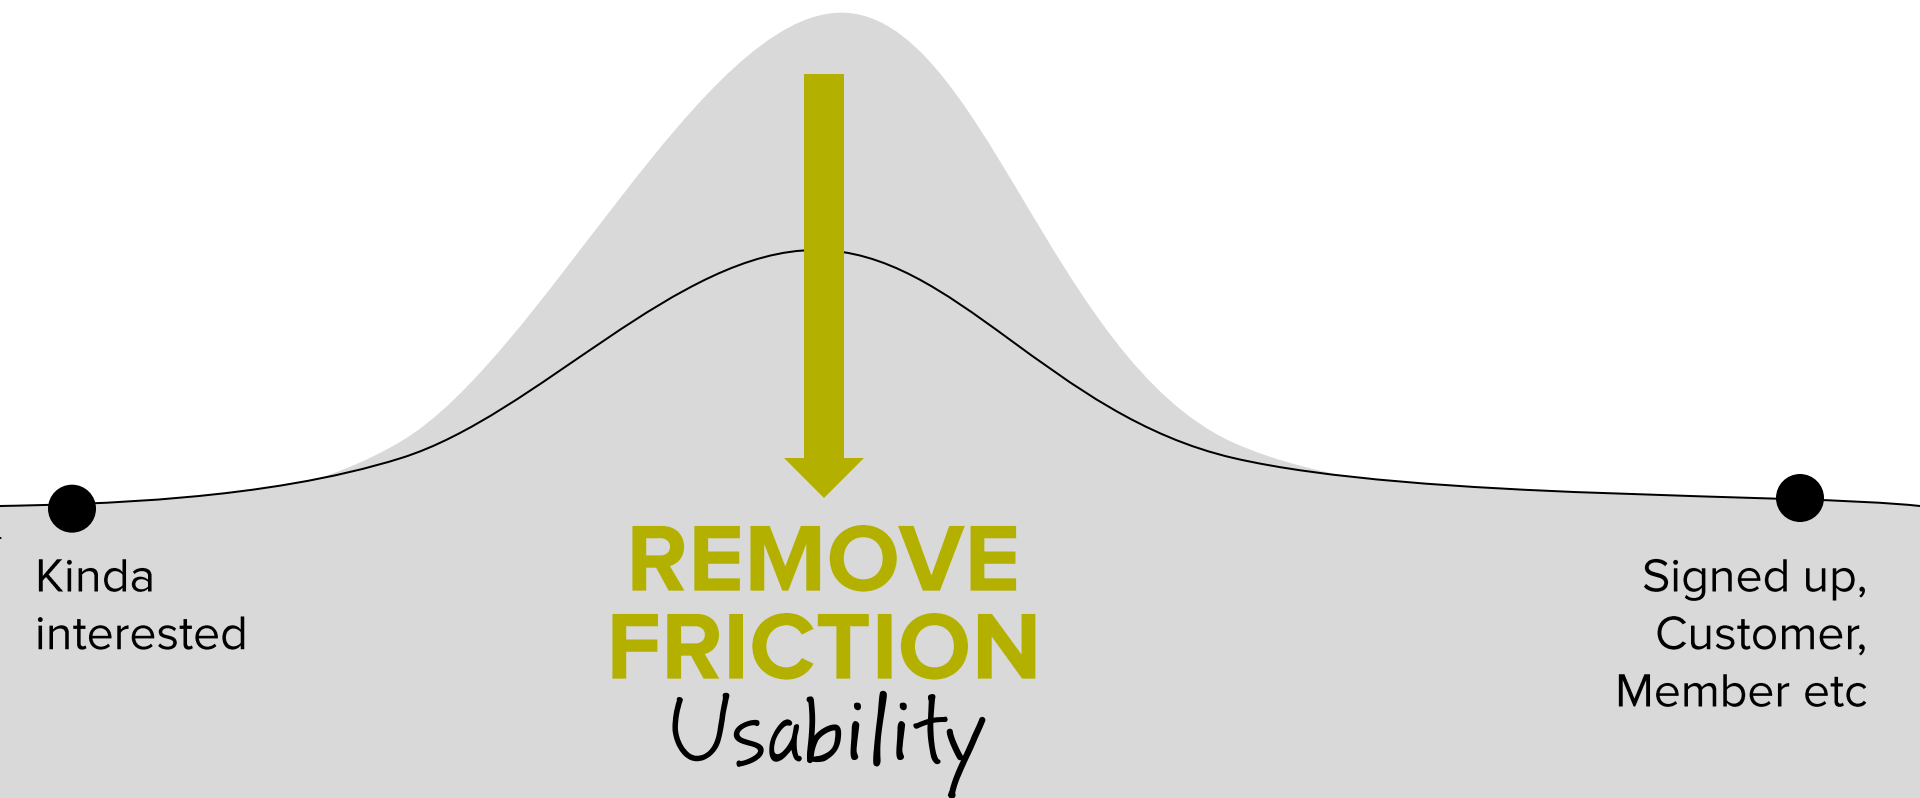 Kinda
interested
REMOVE
FRICTION
Usability
Signed up,
Customer,
Member etc